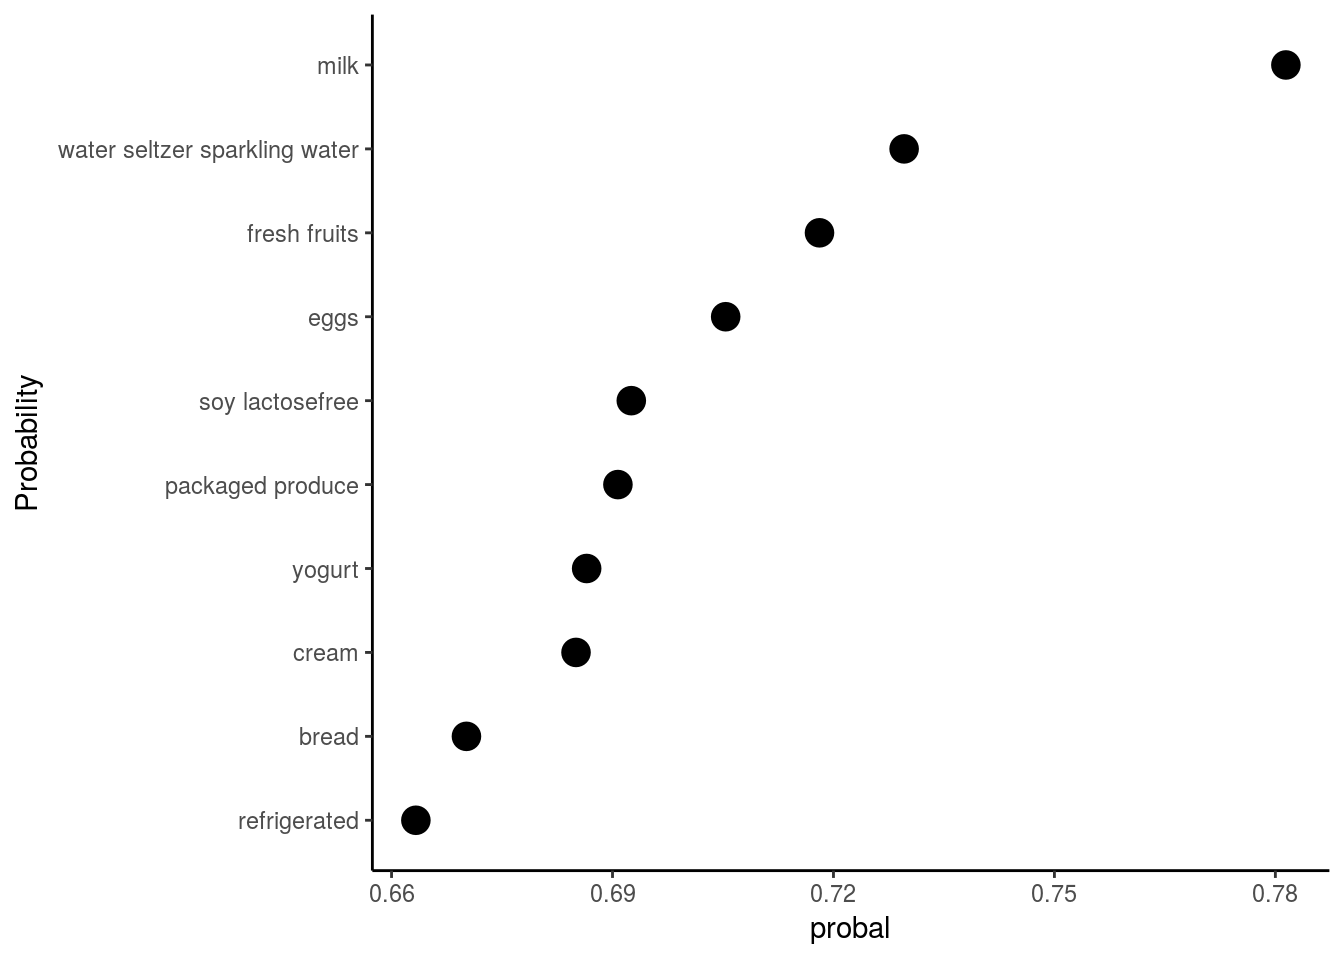 milk
water seltzer sparkling water
fresh fruits
eggs
soy lactosefree
packaged produce
yogurt
cream
bread
refrigerated
Probability
0.66 0.69 0.72 0.75 0.78
probal